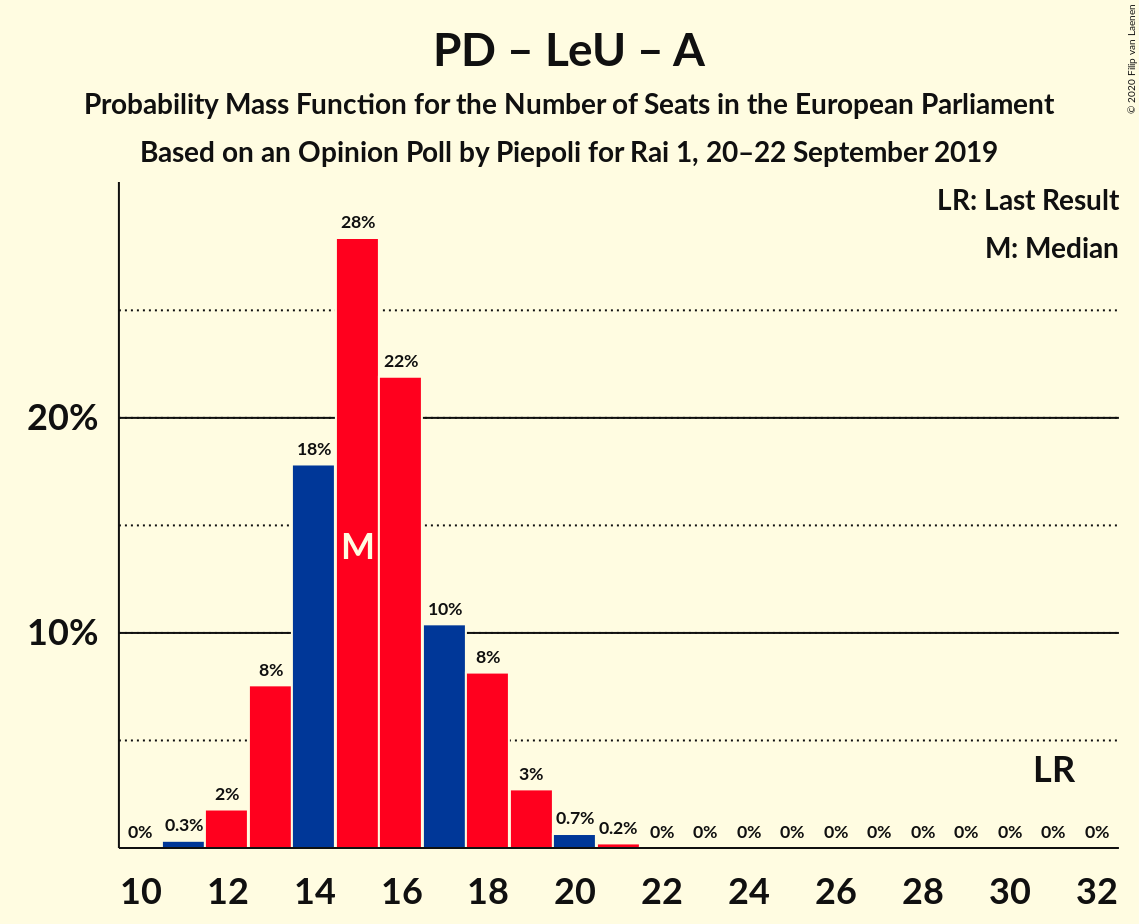 PD – LeU – A
Probability Mass Function for the Number of Seats in the European Parliament
Based on an Opinion Poll by Piepoli for Rai 1, 20–22 September 2019
© 2020 Filip van Laenen
LR: Last Result
M: Median
28%
22%
20%
18%
M
10%
10%
8%
8%
LR
3%
2%
0.7%
0% 0.3% 0.2% 0% 0% 0% 0% 0% 0% 0% 0% 0% 0% 0%
10 12 14 16 18 20 22 24 26 28 30 32